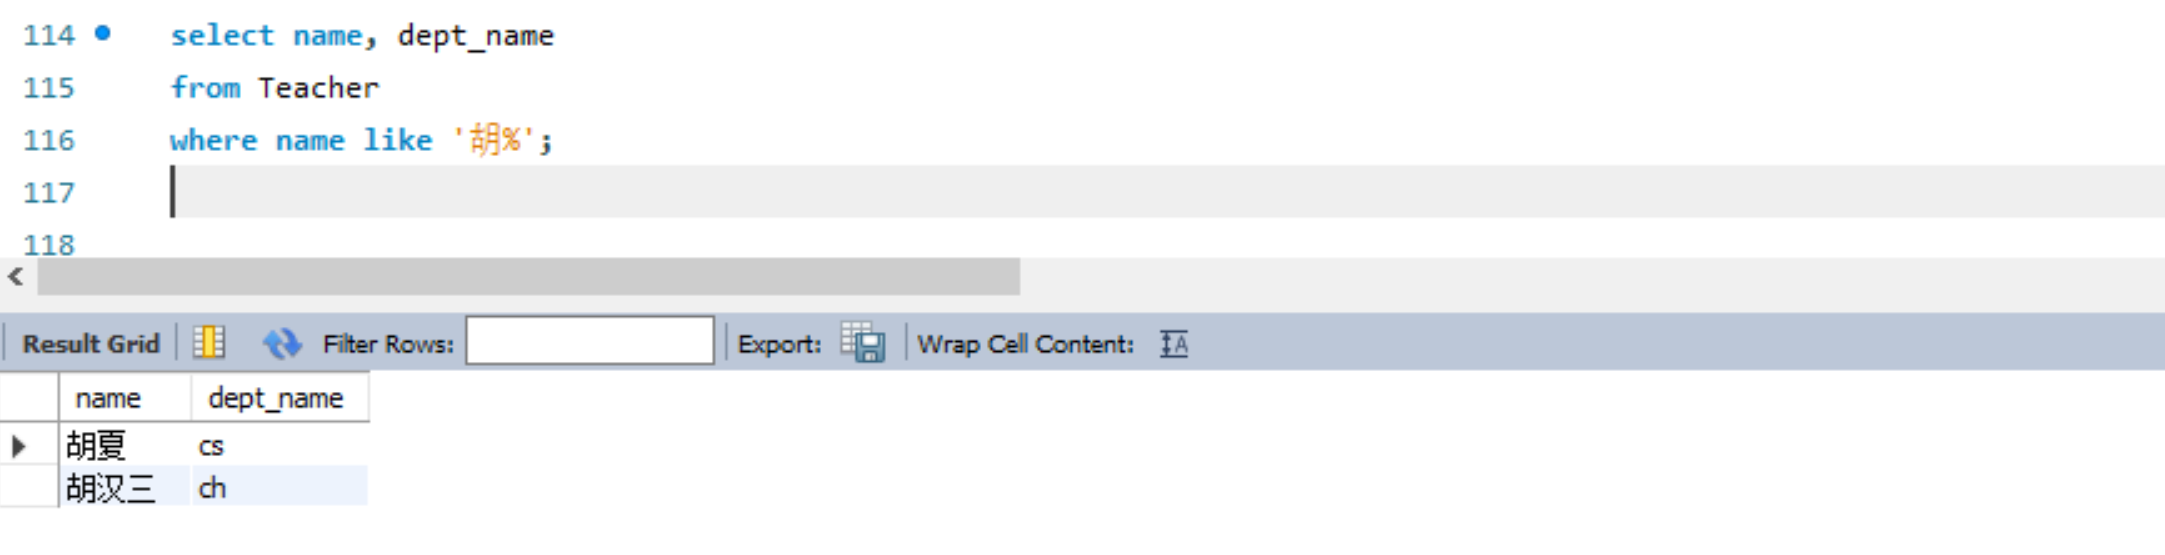 114 select name, dept_name
115 from Teacher
116 where name like '胡%';
117
118
Result Grid Filter Rows: Export: Wrap Cell Content:
name dept_name
胡夏 cs
胡汉三 ch